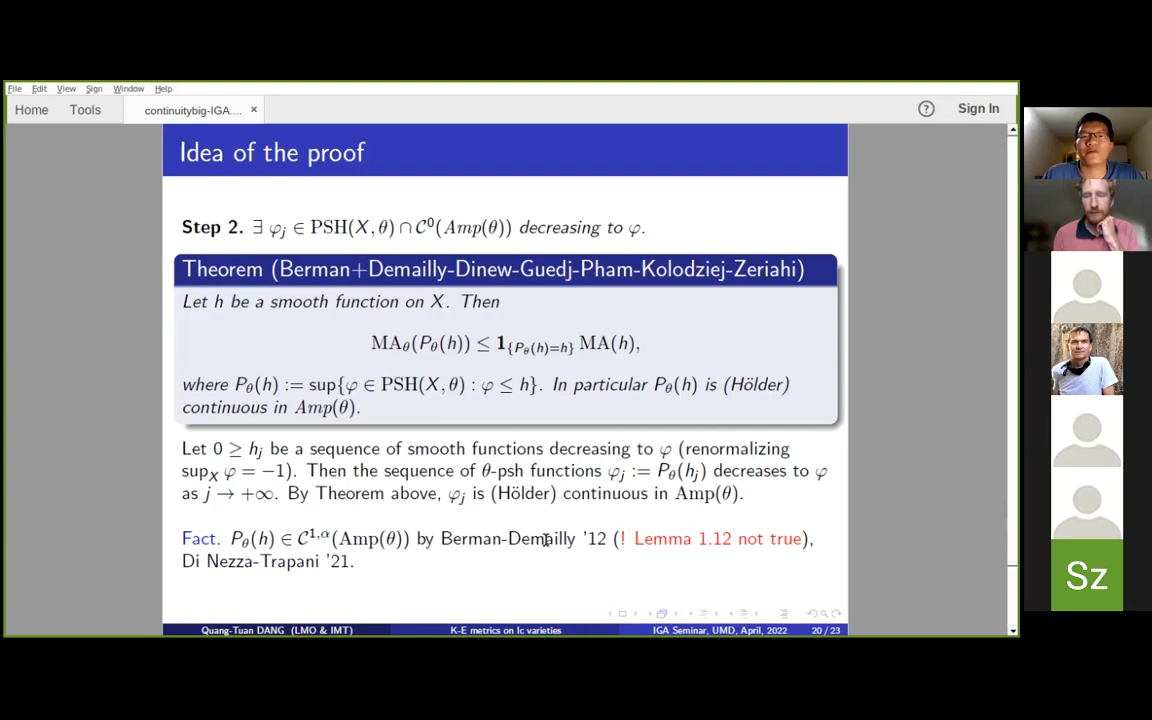 File Edit View Sign Window Help
Home Tools continuitybig-IGA.... × ? Sign In
Idea of the proof
Step 2. ∃ φⱼ ∈ PSH(X, θ) ∩ 𝒞⁰(Amp(θ)) decreasing to φ.
Theorem (Berman+Demailly-Dinew-Guedj-Pham-Kolodziej-Zeriahi)
Let h be a smooth function on X. Then
MA_θ(P_θ(h)) ≤ 1_{P_θ(h)=h} MA(h),
where P_θ(h) := sup{φ ∈ PSH(X, θ) : φ ≤ h}. In particular P_θ(h) is (Hölder)
continuous in Amp(θ).
Let 0 ≥ hⱼ be a sequence of smooth functions decreasing to φ (renormalizing
sup_X φ = −1). Then the sequence of θ-psh functions φⱼ := P_θ(hⱼ) decreases to φ
as j → +∞. By Theorem above, φⱼ is (Hölder) continuous in Amp(θ).
Fact. P_θ(h) ∈ 𝒞^{1,α}(Amp(θ)) by Berman-Demailly '12 (! Lemma 1.12 not true),
Di Nezza-Trapani '21.
Quang-Tuan DANG (LMO & IMT) K-E metrics on lc varieties IGA Seminar, UMD, April, 2022 20 / 23
Sz